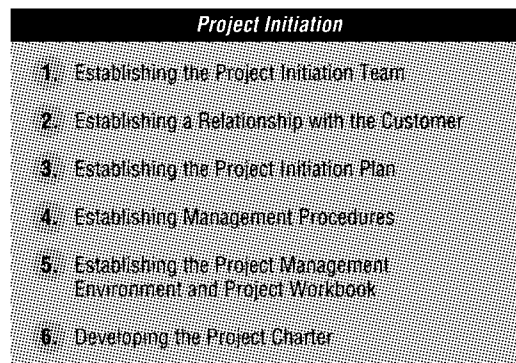 Project Initiation
1. Establishing the Project Initiation Team
2. Establishing a Relationship with the Customer
3. Establishing the Project Initiation Plan
4. Establishing Management Procedures
5. Establishing the Project Management
Environment and Project Workbook
6. Developing the Project Charter